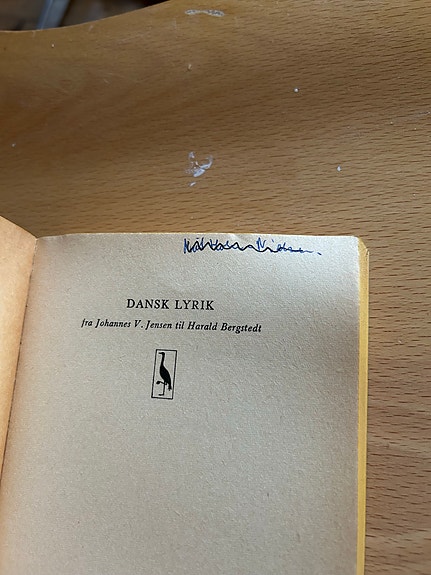 DANSK LYRIK
fra Johannes V. Jensen til Harald Bergstedt